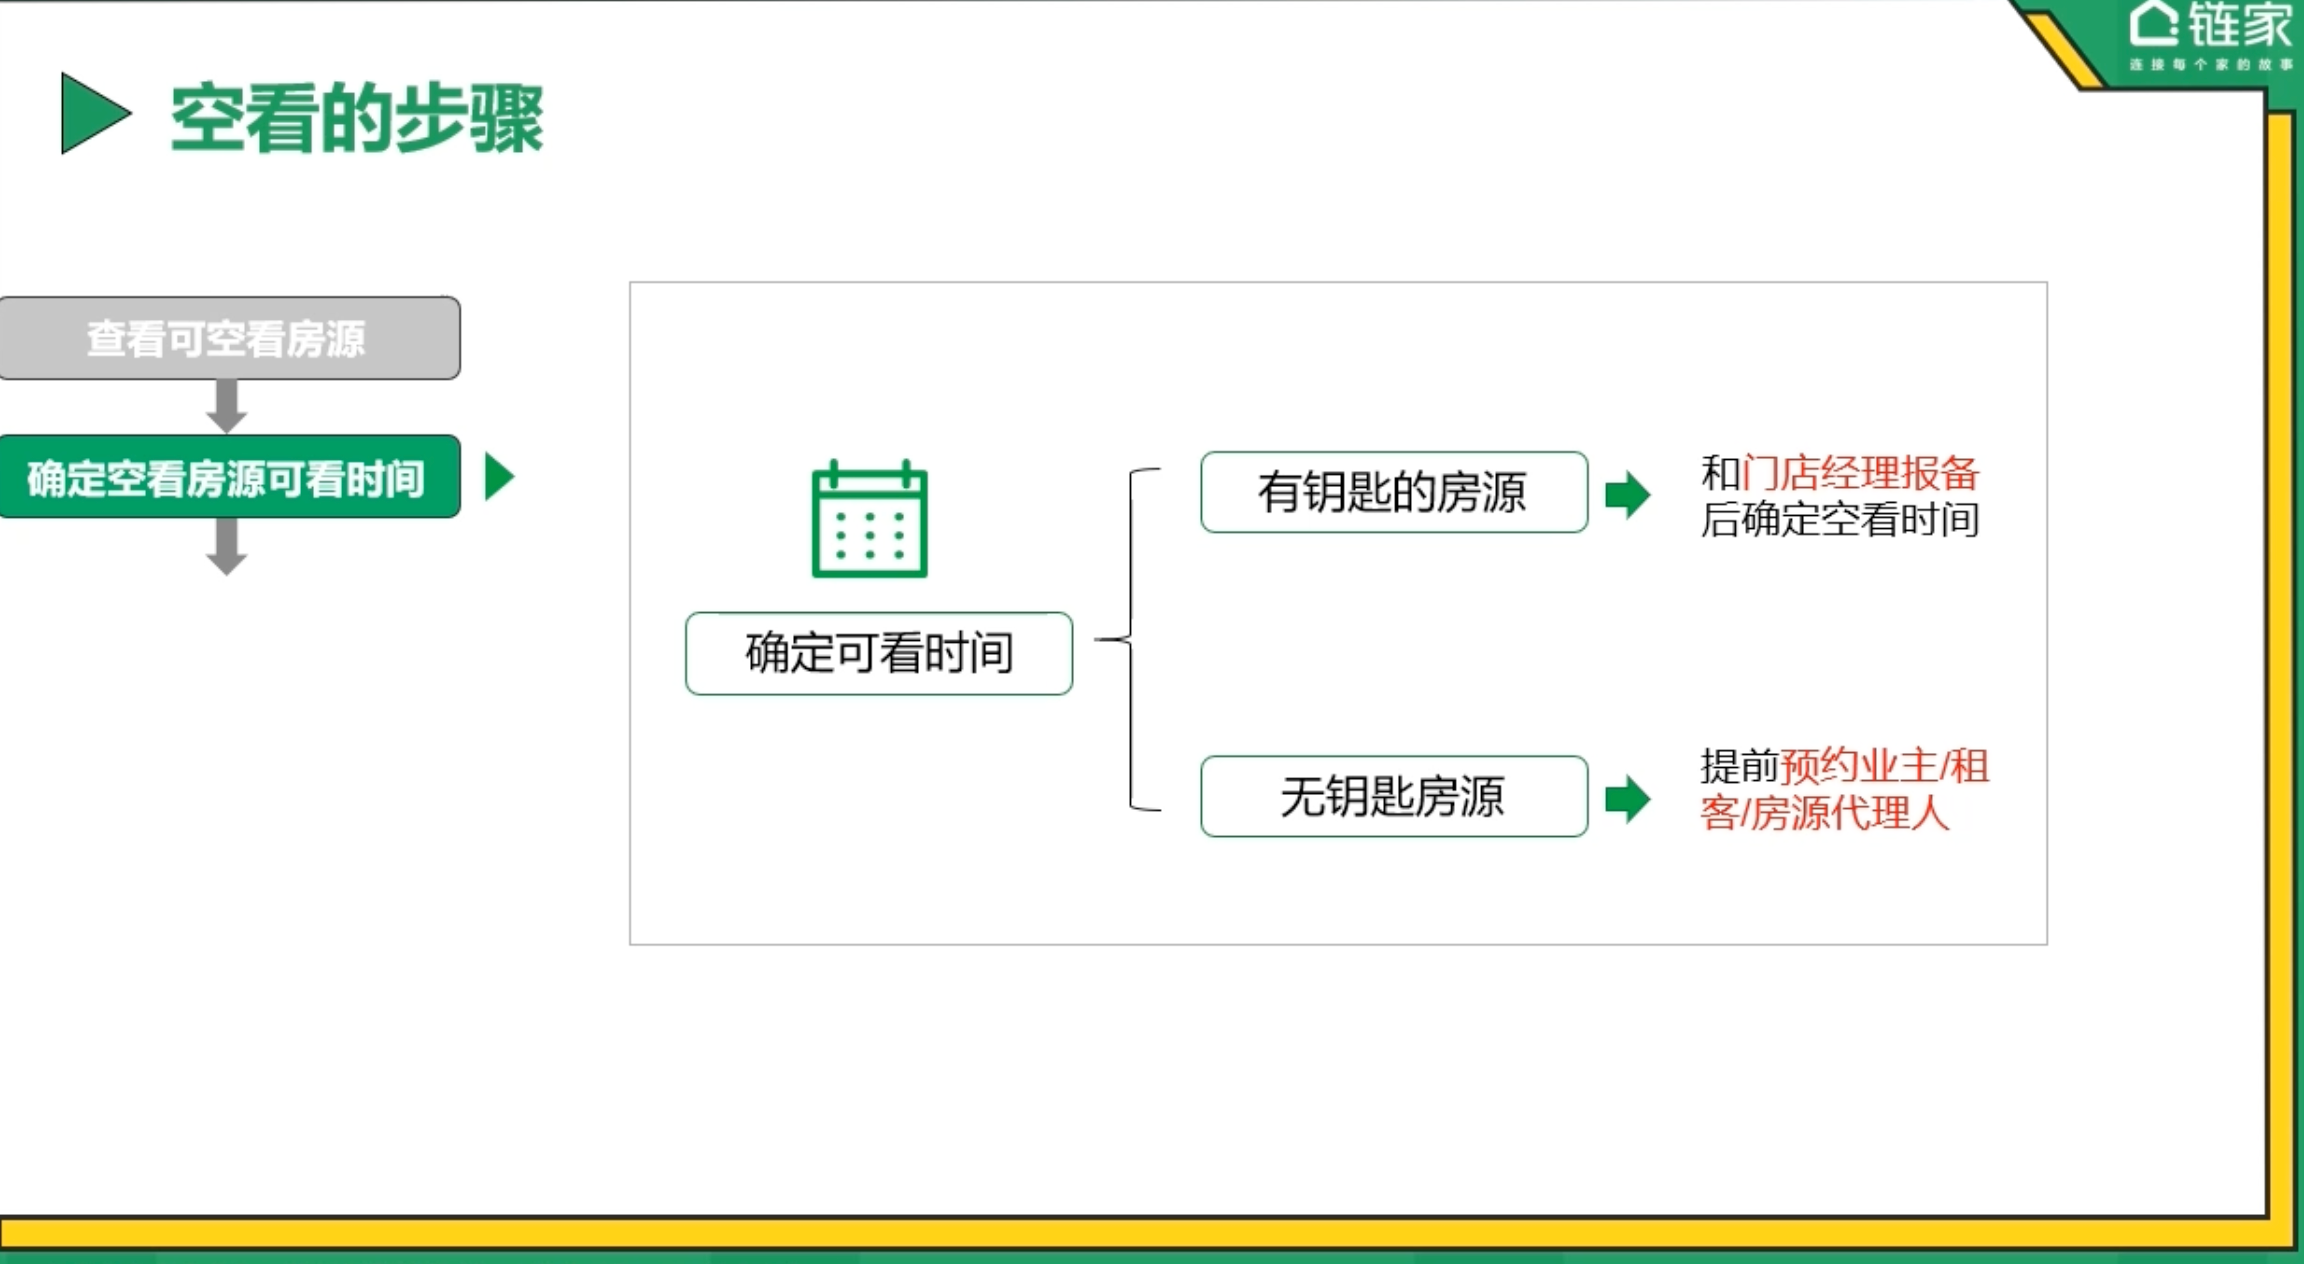 链家
连接每个家的故事
空看的步骤
查看可空看房源
确定空看房源可看时间
确定可看时间
有钥匙的房源
和门店经理报备
后确定空看时间
无钥匙房源
提前预约业主/租
客/房源代理人